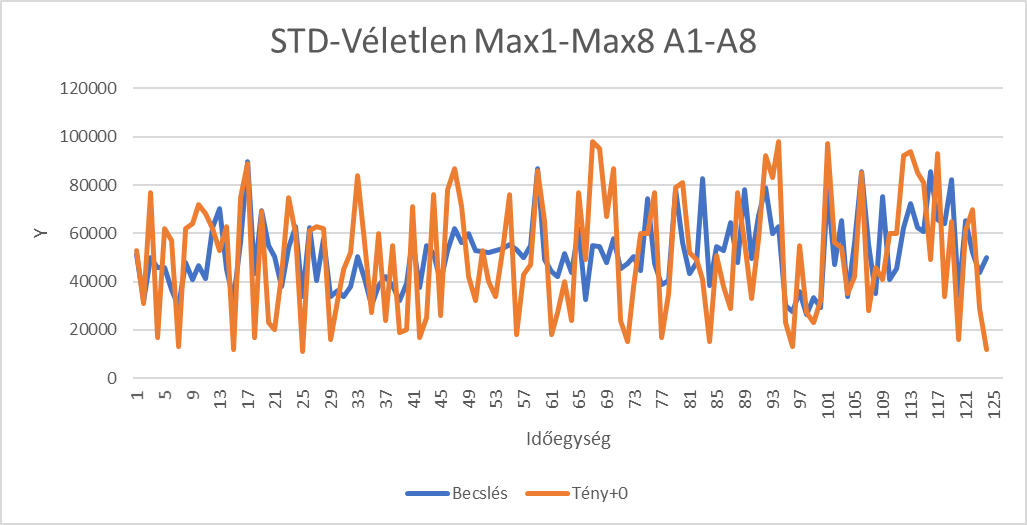 STD-Véletlen Max1-Max8 A1-A8
120000
100000
80000
60000
40000
20000
0
Y
1 5 9 13 17 21 25 29 33 37 41 45 49 53 57 61 65 69 73 77 81 85 89 93 97 101 105 109 113 117 121 125
Időegység
Becslés Tény+0